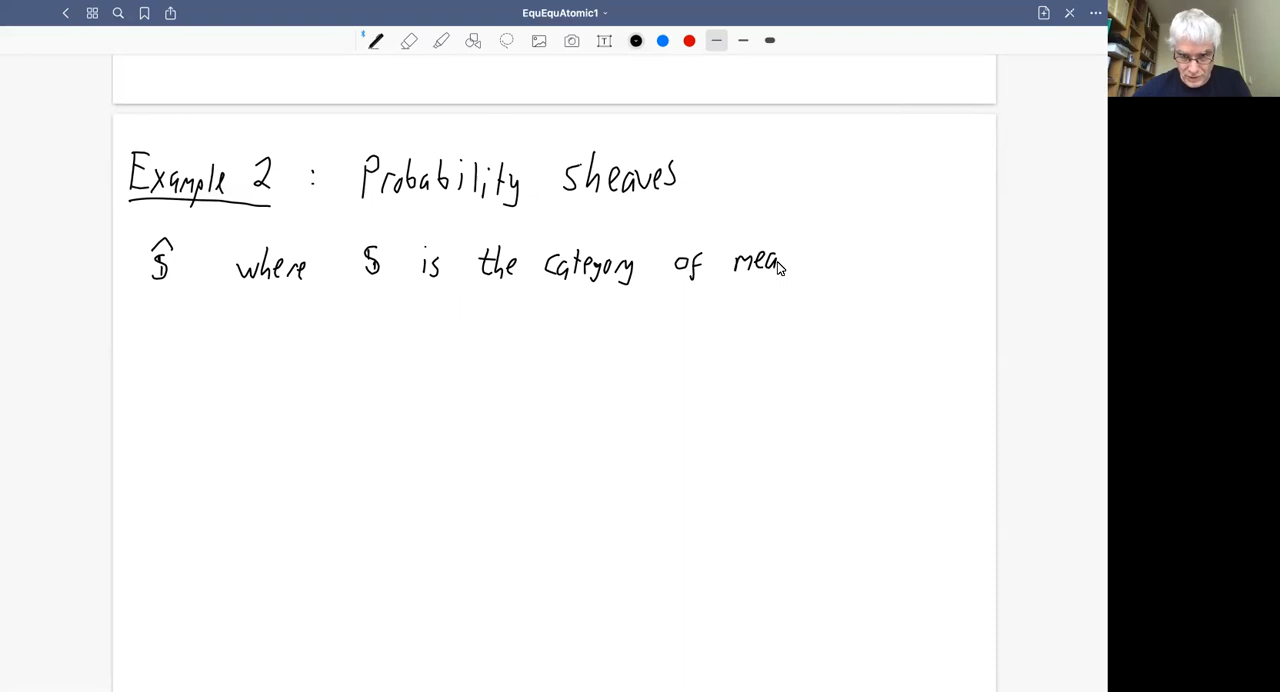 EquEquAtomic1
Example 2 : Probability sheaves
$̂ where $ is the category of mea